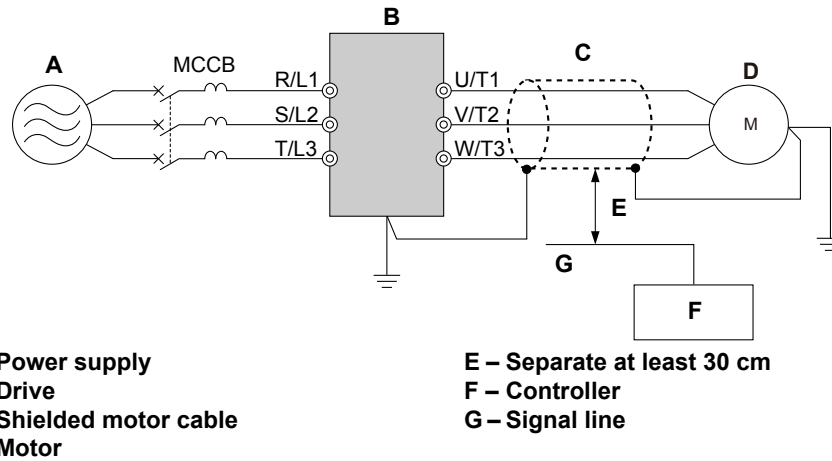 B
A
MCCB
C
D
R/L1
U/T1
S/L2
V/T2
M
T/L3
W/T3
E
G
F
Power supply
Drive
Shielded motor cable
Motor
E – Separate at least 30 cm
F – Controller
G – Signal line